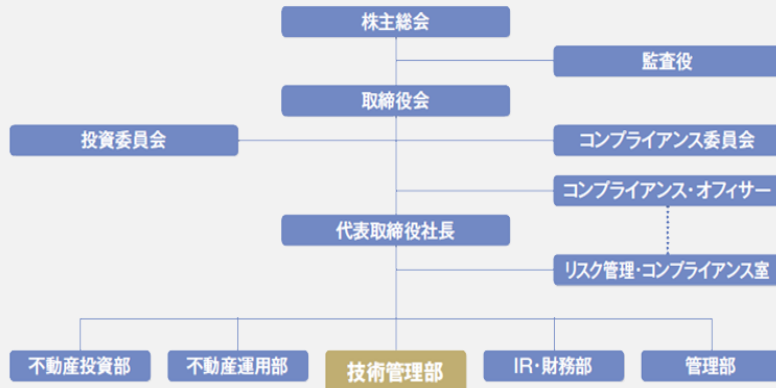 株主総会
監査役
取締役会
投資委員会
コンプライアンス委員会
コンプライアンス・オフィサー
代表取締役社長
リスク管理・コンプライアンス室
不動産投資部
不動産運用部
技術管理部
IR・財務部
管理部